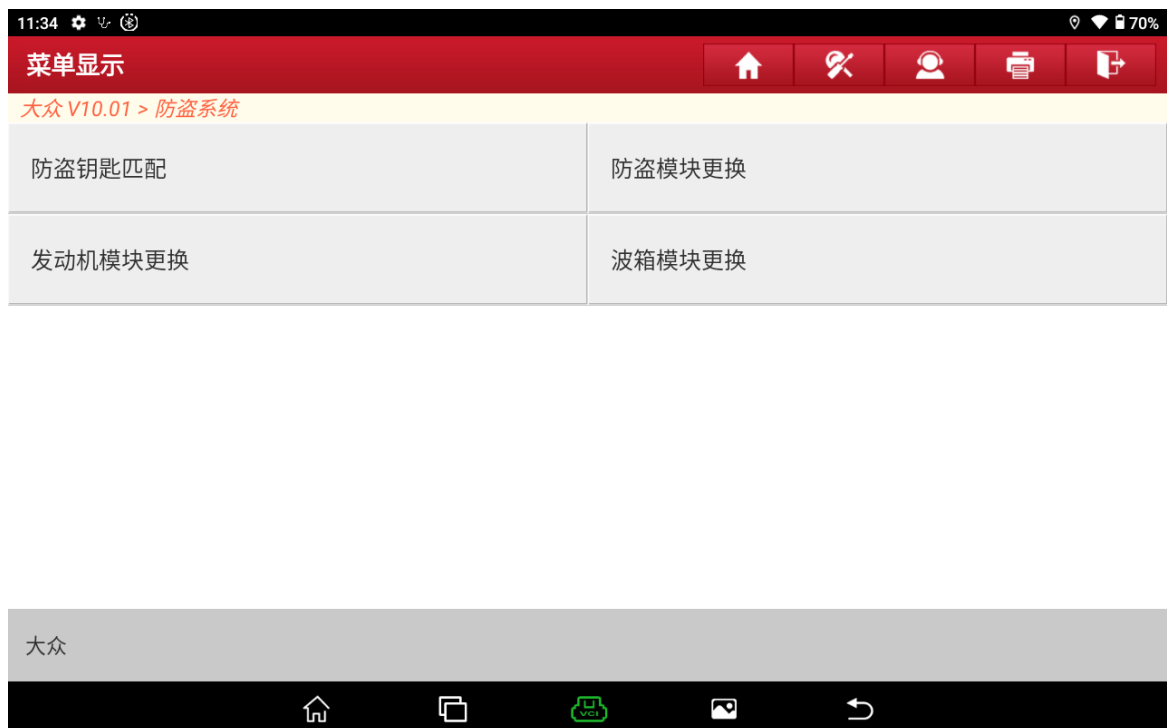 11:34 70%
菜单显示
大众 V10.01 > 防盗系统
防盗钥匙匹配 防盗模块更换
发动机模块更换 波箱模块更换
大众
VCI